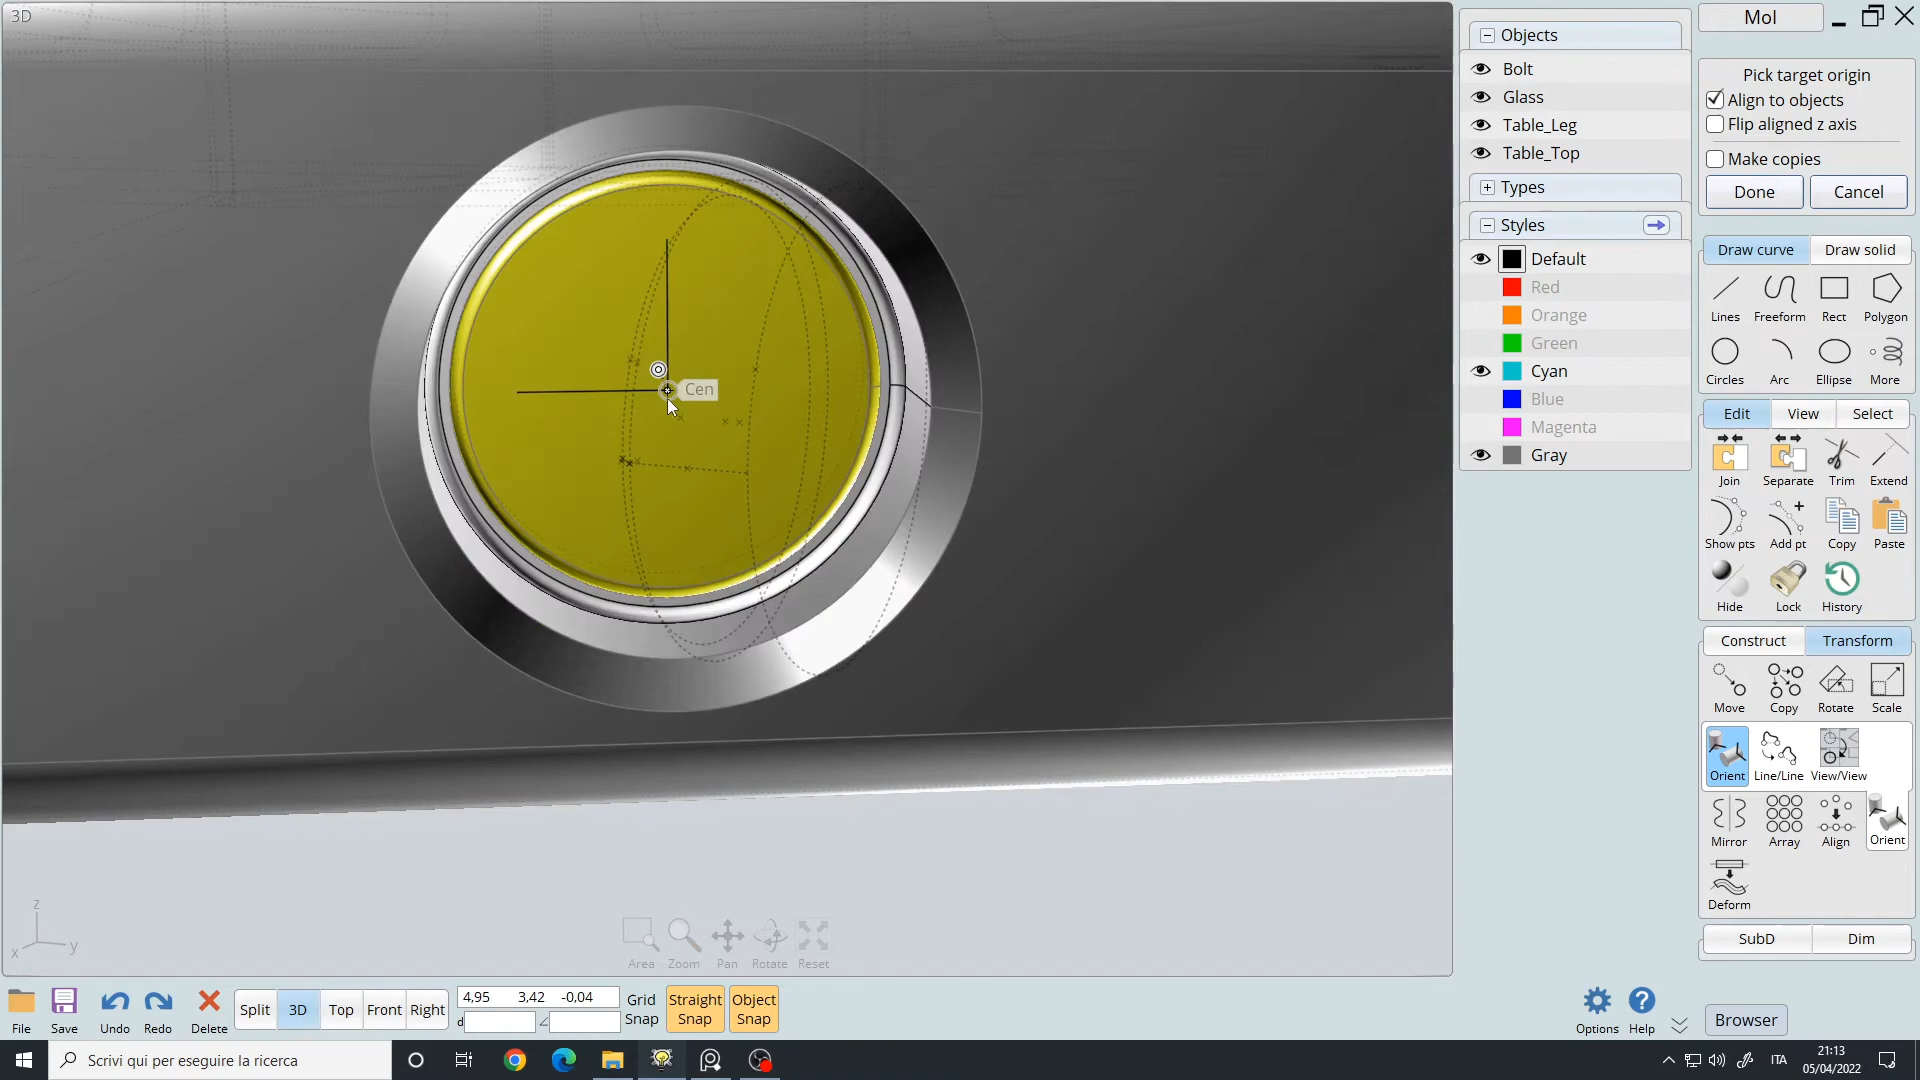 3D
Cen
z
x
y
Area
Zoom
Pan
Rotate
Reset
Objects
Bolt
Glass
Table_Leg
Table_Top
Types
Styles
Default
Red
Orange
Green
Cyan
Blue
Magenta
Gray
MoI
Pick target origin
Align to objects
Flip aligned z axis
Make copies
Done Cancel
Draw curve Draw solid
Lines Freeform Rect Polygon
Circles Arc Ellipse More
Edit View Select
Join Separate Trim Extend
Show pts Add pt Copy Paste
Hide Lock History
Construct Transform
Move Copy Rotate Scale
Orient Line/Line View/View
Mirror Array Align Orient
Deform
SubD Dim
File Save Undo Redo Delete
Split 3D Top Front Right
4,95 3,42 -0,04
d
Grid Snap
Straight Snap
Object Snap
Options Help
Browser
Scrivi qui per eseguire la ricerca
ITA
21:13
05/04/2022